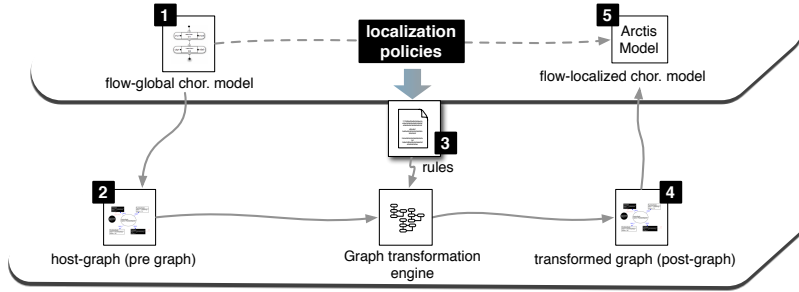 1
5
localization
policies
Arctis
Model
flow-global chor. model
flow-localized chor. model
3
rules
2
4
host-graph (pre graph)
Graph transformation
engine
transformed graph (post-graph)